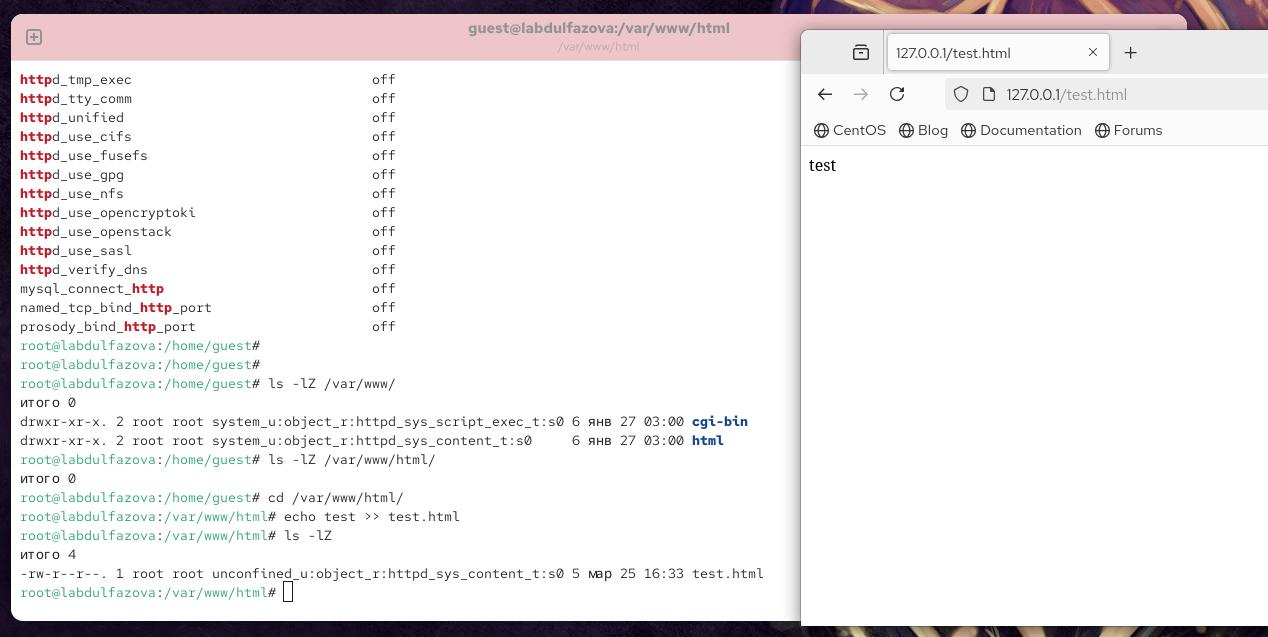 guest@labdulfazova:/var/www/html
/var/www/html
httpd_tmp_exec off
httpd_tty_comm off
httpd_unified off
httpd_use_cifs off
httpd_use_fusefs off
httpd_use_gpg off
httpd_use_nfs off
httpd_use_opencryptoki off
httpd_use_openstack off
httpd_use_sasl off
httpd_verify_dns off
mysql_connect_http off
named_tcp_bind_http_port off
prosody_bind_http_port off
root@labdulfazova:/home/guest#
root@labdulfazova:/home/guest#
root@labdulfazova:/home/guest# ls -lZ /var/www/
итого 0
drwxr-xr-x. 2 root root system_u:object_r:httpd_sys_script_exec_t:s0 6 янв 27 03:00 cgi-bin
drwxr-xr-x. 2 root root system_u:object_r:httpd_sys_content_t:s0 6 янв 27 03:00 html
root@labdulfazova:/home/guest# ls -lZ /var/www/html/
итого 0
root@labdulfazova:/home/guest# cd /var/www/html/
root@labdulfazova:/var/www/html# echo test >> test.html
root@labdulfazova:/var/www/html# ls -lZ
итого 4
-rw-r--r--. 1 root root unconfined_u:object_r:httpd_sys_content_t:s0 5 мар 25 16:33 test.html
root@labdulfazova:/var/www/html#
127.0.0.1/test.html
127.0.0.1/test.html
CentOS Blog Documentation Forums
test